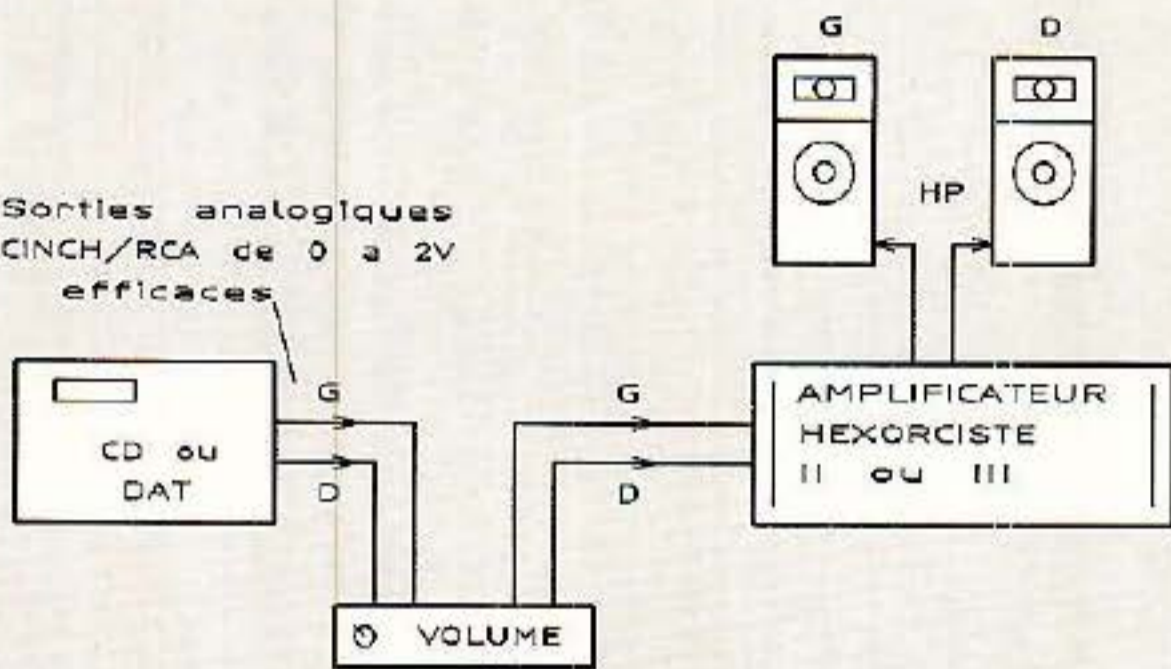 G
D
HP
Sorties analogiques
CINCH/RCA de 0 a 2V
efficaces
G
D
CD ou
DAT
G
D
AMPLIFICATEUR
HEXORCISTE
II ou III
VOLUME